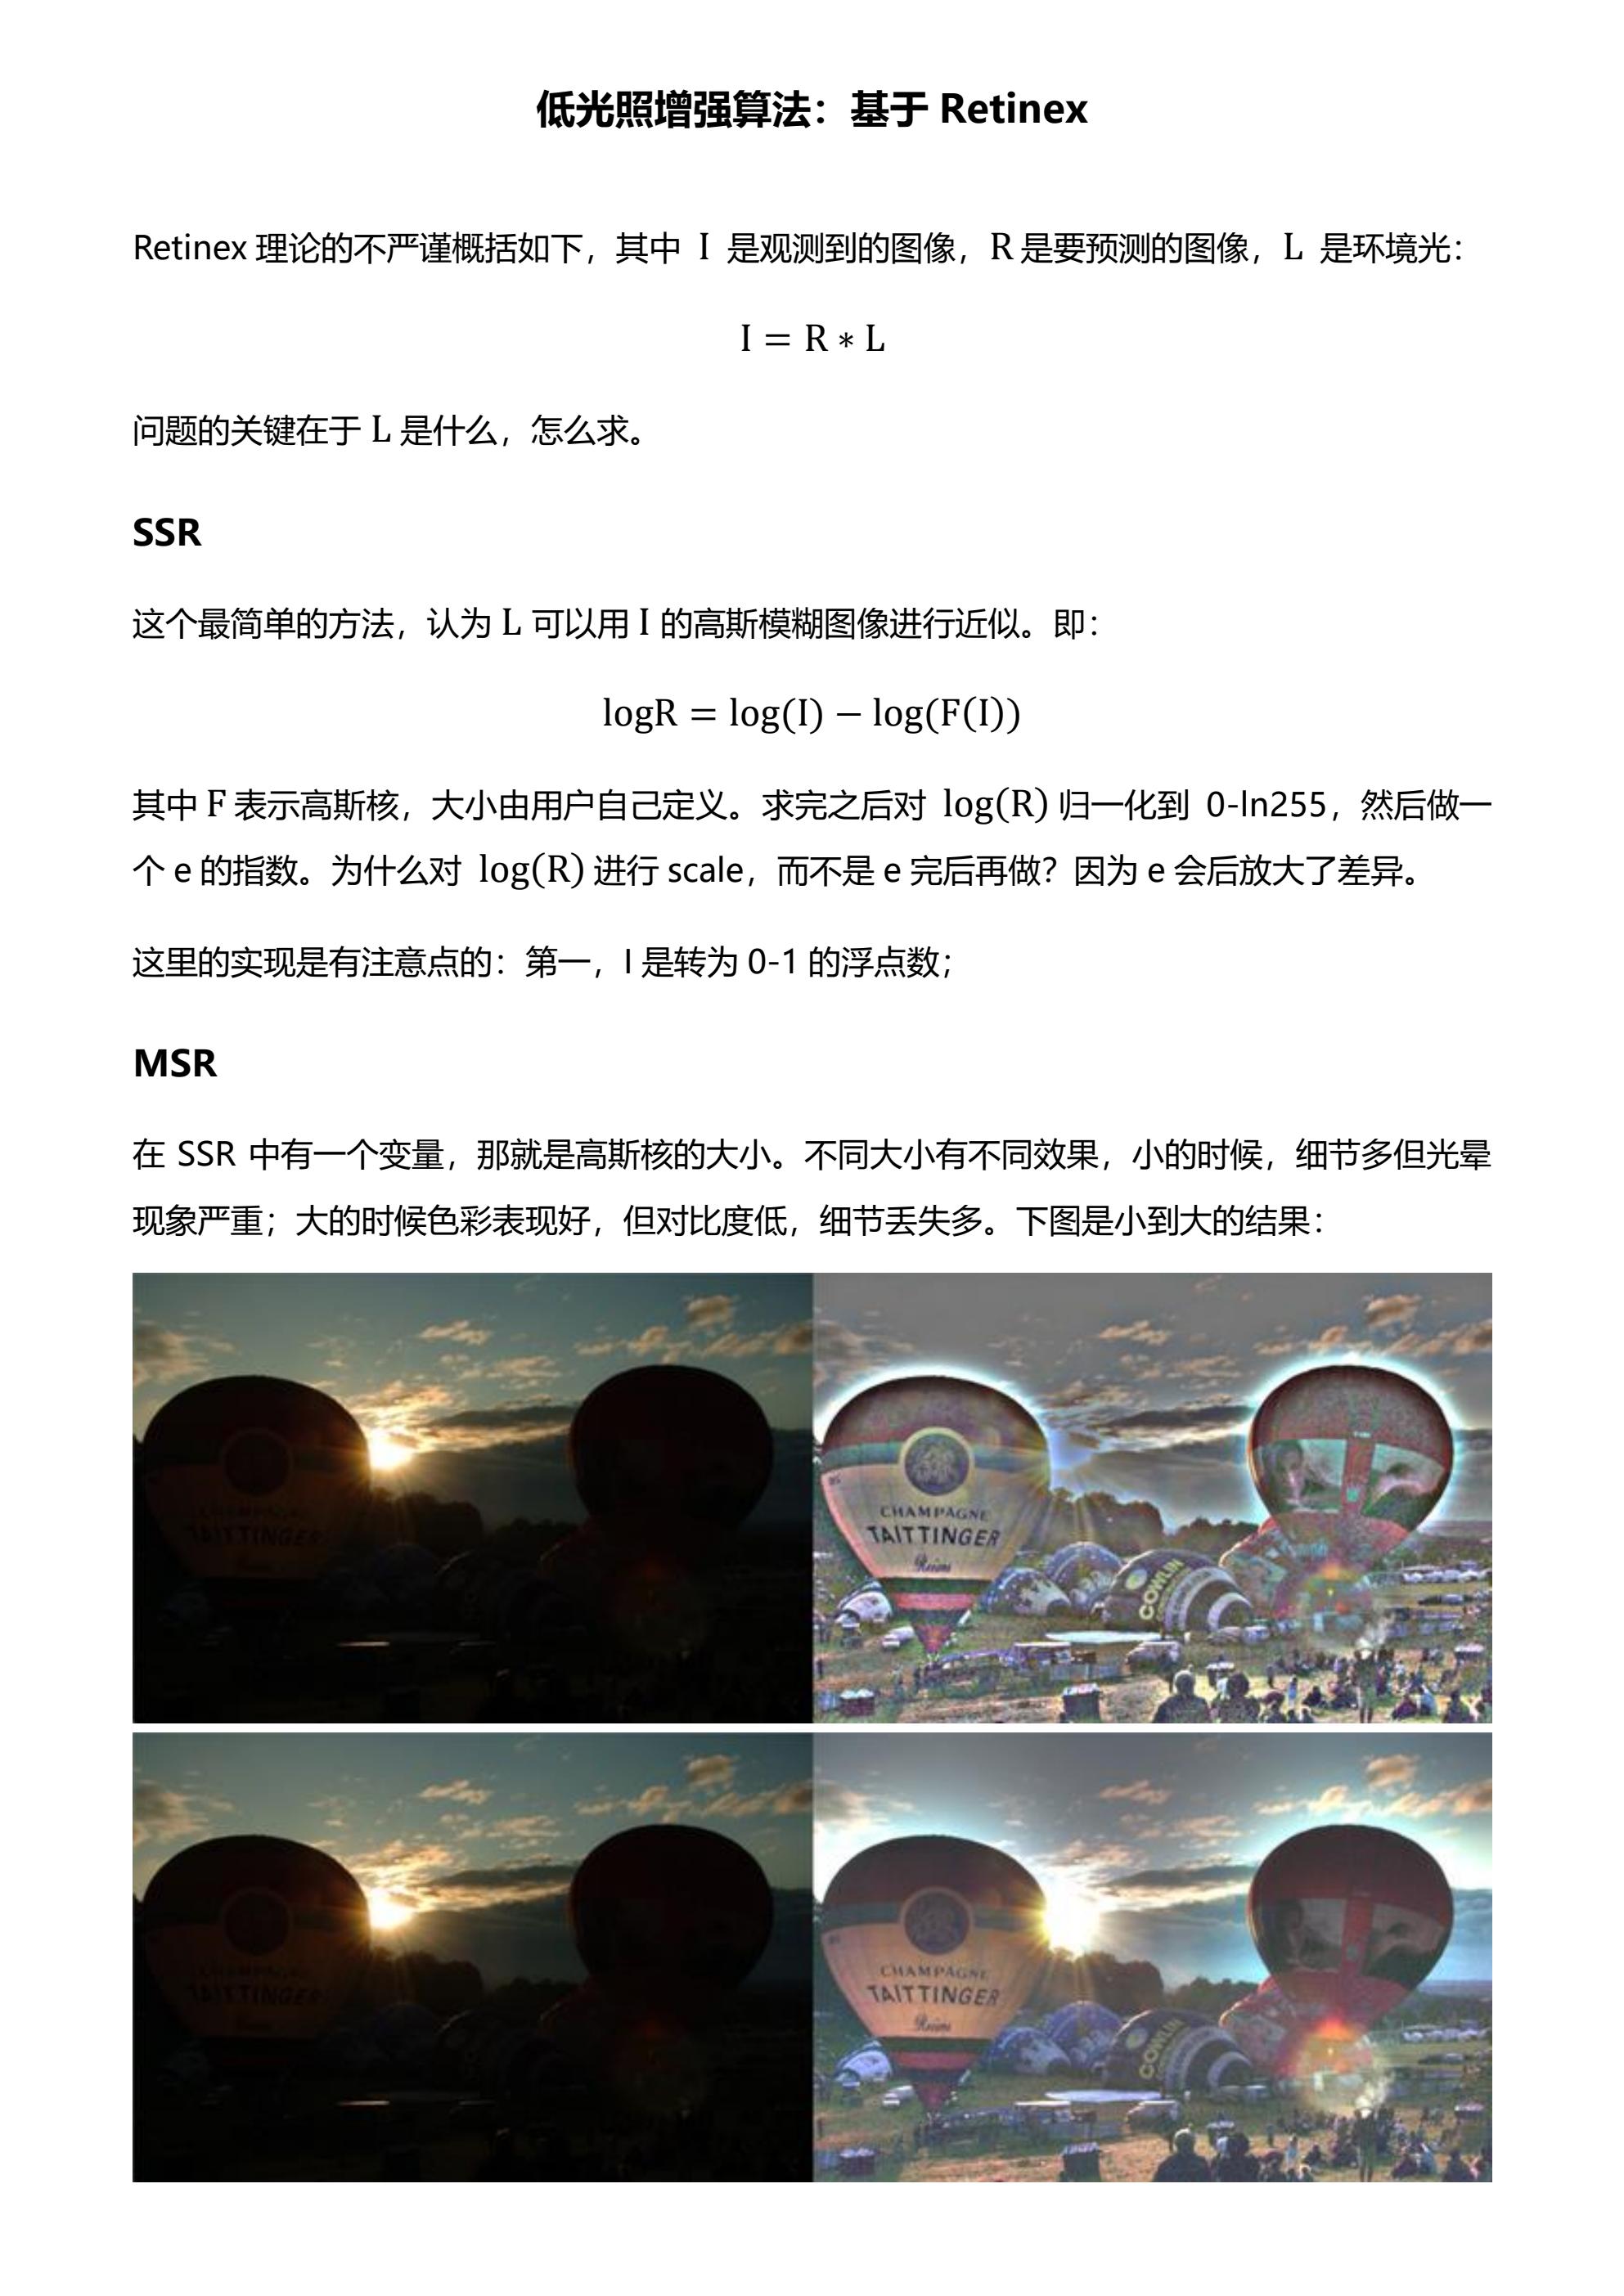 低光照增强算法：基于 Retinex
Retinex 理论的不严谨概括如下，其中 I 是观测到的图像，R 是要预测的图像，L 是环境光：
I = R ∗ L
问题的关键在于 L 是什么，怎么求。
SSR
这个最简单的方法，认为 L 可以用 I 的高斯模糊图像进行近似。即：
logR = log(I) − log(F(I))
其中 F 表示高斯核，大小由用户自己定义。求完之后对 log(R) 归一化到 0-ln255，然后做一
个 e 的指数。为什么对 log(R) 进行 scale，而不是 e 完后再做？因为 e 会后放大了差异。
这里的实现是有注意点的：第一，I 是转为 0-1 的浮点数；
MSR
在 SSR 中有一个变量，那就是高斯核的大小。不同大小有不同效果，小的时候，细节多但光晕
现象严重；大的时候色彩表现好，但对比度低，细节丢失多。下图是小到大的结果：
CHAMPAGNE
TAITTINGER
CHAMPAGNE
TAITTINGER
Reims
COWLIN
CHAMPAGNE
TAITTINGER
CHAMPAGNE
TAITTINGER
Reims
COWLIN